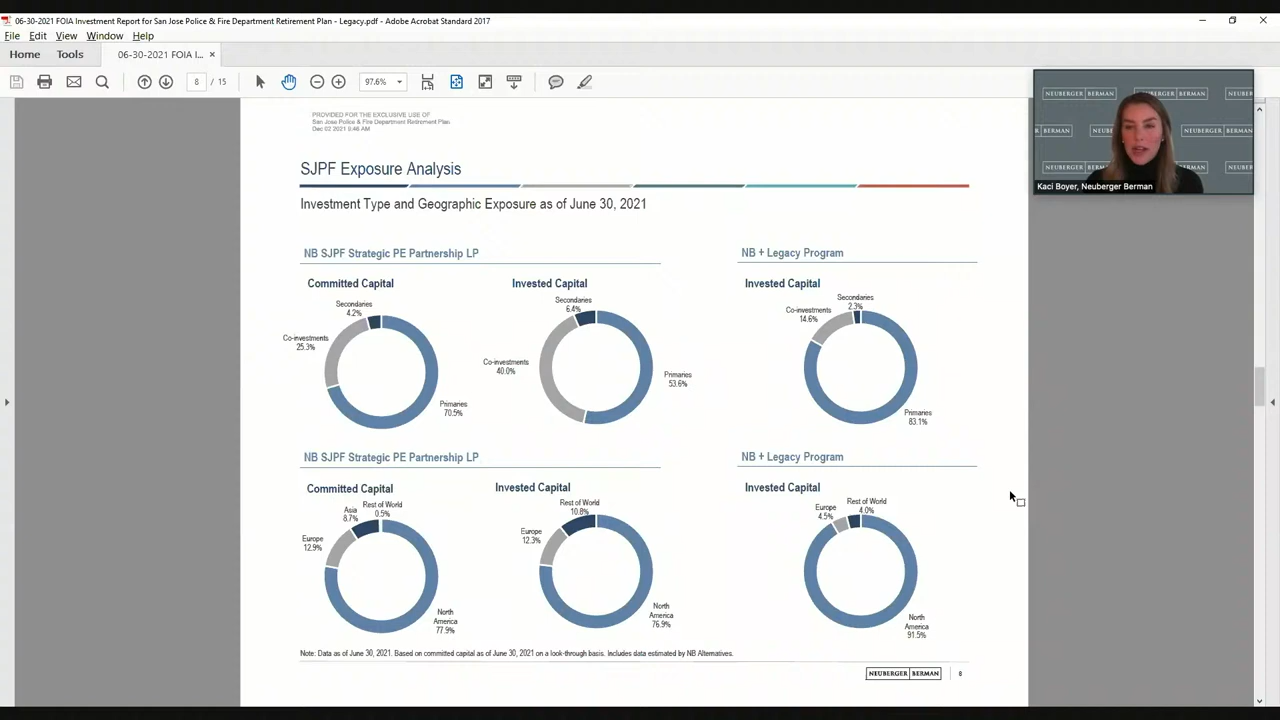 06-30-2021 FOIA Investment Report for San Jose Police & Fire Department Retirement Plan - Legacy.pdf - Adobe Acrobat Standard 2017
File Edit View Window Help
Home Tools 06-30-2021 FOIA I... ×
8 / 15 97.6%
PROVIDED FOR THE EXCLUSIVE USE OF
San Jose Police & Fire Department Retirement Plan
Dec 02 2021 8:46 AM
NEUBERGER BERMAN
Kaci Boyer, Neuberger Berman
SJPF Exposure Analysis
Investment Type and Geographic Exposure as of June 30, 2021
NB SJPF Strategic PE Partnership LP
NB + Legacy Program
Committed Capital
Secondaries
4.2%
Co-investments
25.3%
Primaries
70.5%
Invested Capital
Secondaries
6.4%
Co-investments
40.0%
Primaries
53.6%
Invested Capital
Secondaries
2.3%
Co-investments
14.6%
Primaries
83.1%
NB SJPF Strategic PE Partnership LP
NB + Legacy Program
Committed Capital
Rest of World
0.5%
Asia
8.7%
Europe
12.9%
North
America
77.9%
Invested Capital
Rest of World
10.8%
Europe
12.3%
North
America
76.9%
Invested Capital
Rest of World
4.0%
Europe
4.5%
North
America
91.5%
Note: Data as of June 30, 2021. Based on committed capital as of June 30, 2021 on a look-through basis. Includes data estimated by NB Alternatives.
NEUBERGER BERMAN 8